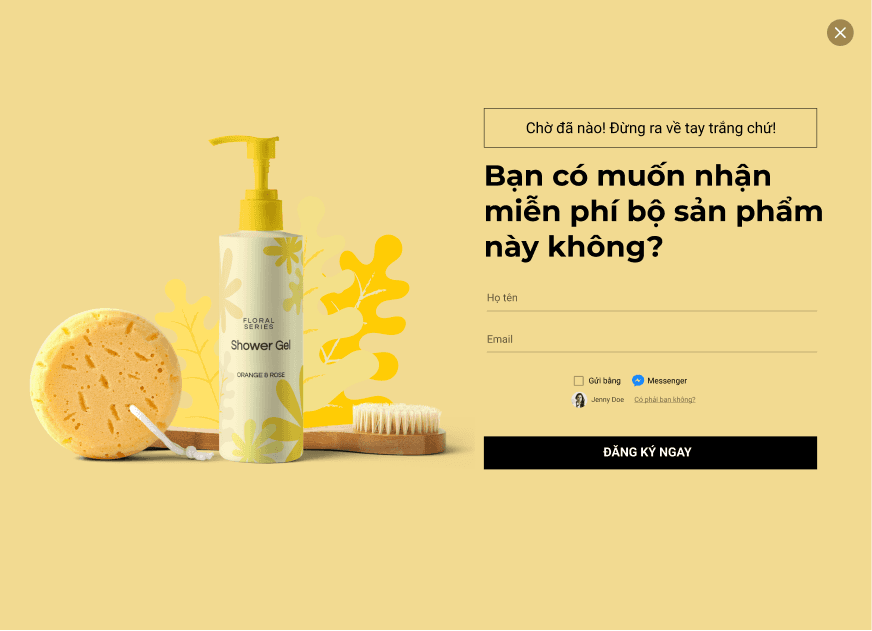 Chờ đã nào! Đừng ra về tay trắng chứ!
Bạn có muốn nhận
miễn phí bộ sản phẩm
này không?
Họ tên
Email
Gửi bằng Messenger
Jenny Doe Có phải bạn không?
ĐĂNG KÝ NGAY
FLORAL
SERIES
Shower Gel
ORANGE & ROSE